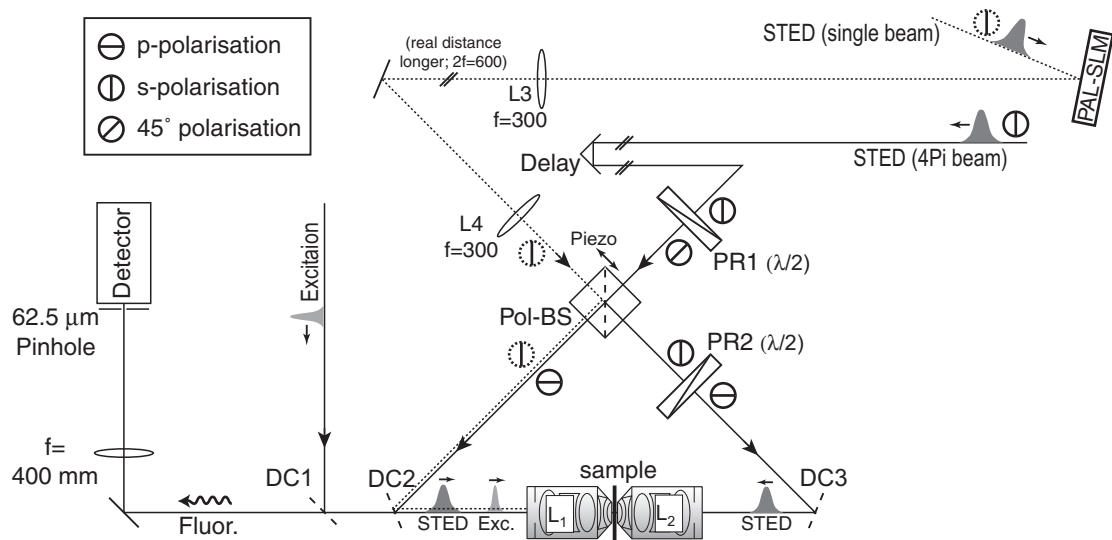 p-polarisation
s-polarisation
45° polarisation
(real distance
longer; 2f=600)
L3
f=300
STED (single beam)
PAL-SLM
STED (4Pi beam)
Delay
L4
f=300
Piezo
PR1 (λ/2)
Pol-BS
PR2 (λ/2)
Detector
62.5 μm
Pinhole
Excitaion
f=
400 mm
DC1
DC2
DC3
sample
Fluor.
STED
Exc.
L1
L2
STED